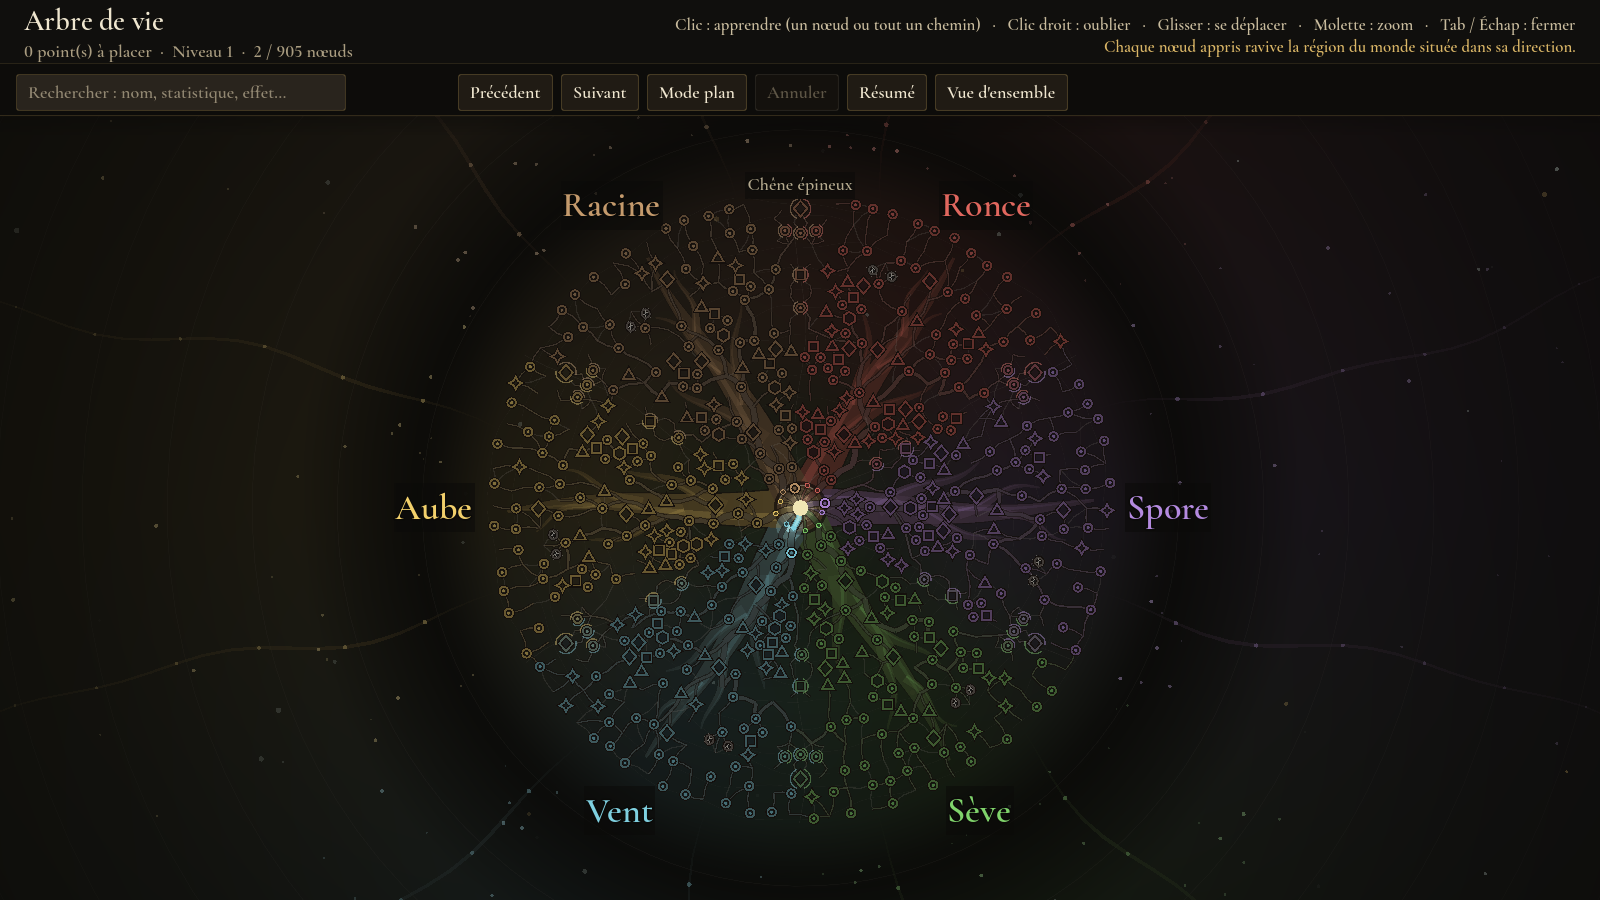 Arbre de vie
0 point(s) à placer · Niveau 1 · 2 / 905 nœuds
Clic : apprendre (un nœud ou tout un chemin) · Clic droit : oublier · Glisser : se déplacer · Molette : zoom · Tab / Échap : fermer
Chaque nœud appris ravive la région du monde située dans sa direction.
Rechercher : nom, statistique, effet...
Précédent
Suivant
Mode plan
Annuler
Résumé
Vue d'ensemble
Chêne épineux
Racine
Ronce
Aube
Spore
Vent
Sève